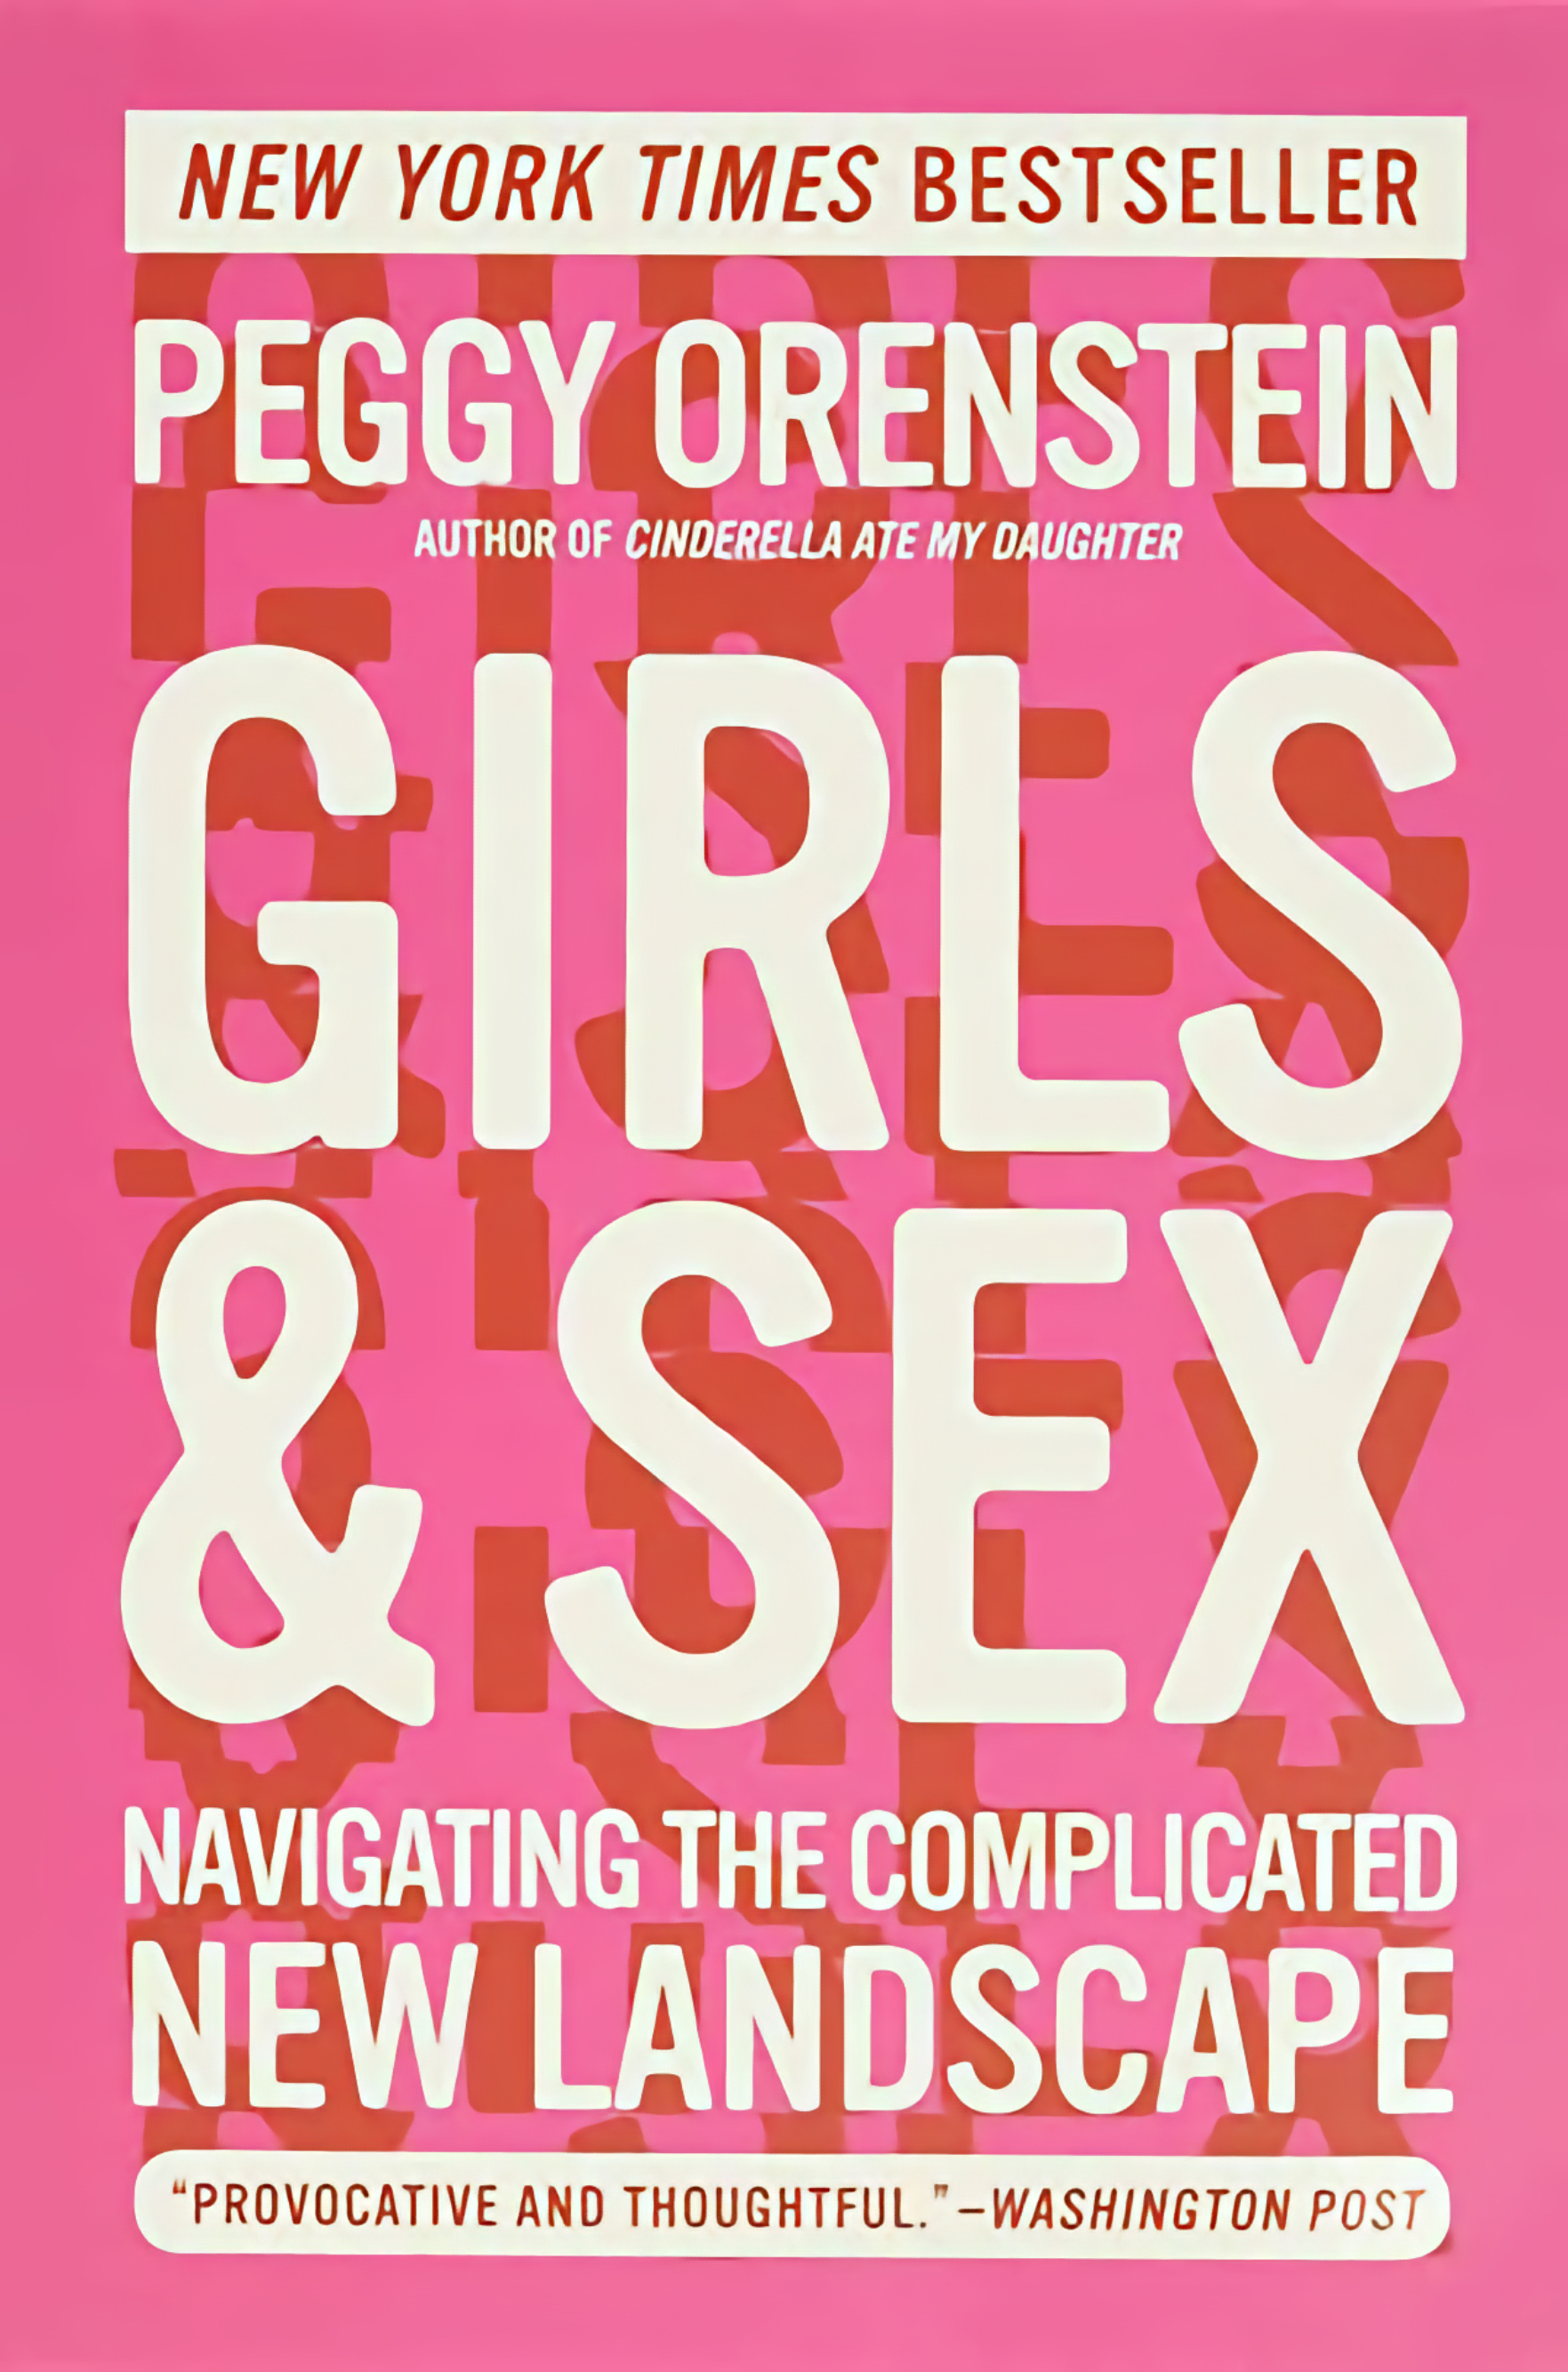 NEW YORK TIMES BESTSELLER
PEGGY ORENSTEIN
AUTHOR OF CINDERELLA ATE MY DAUGHTER
GIRLS
& SEX
NAVIGATING THE COMPLICATED
NEW LANDSCAPE
“PROVOCATIVE AND THOUGHTFUL.” –WASHINGTON POST